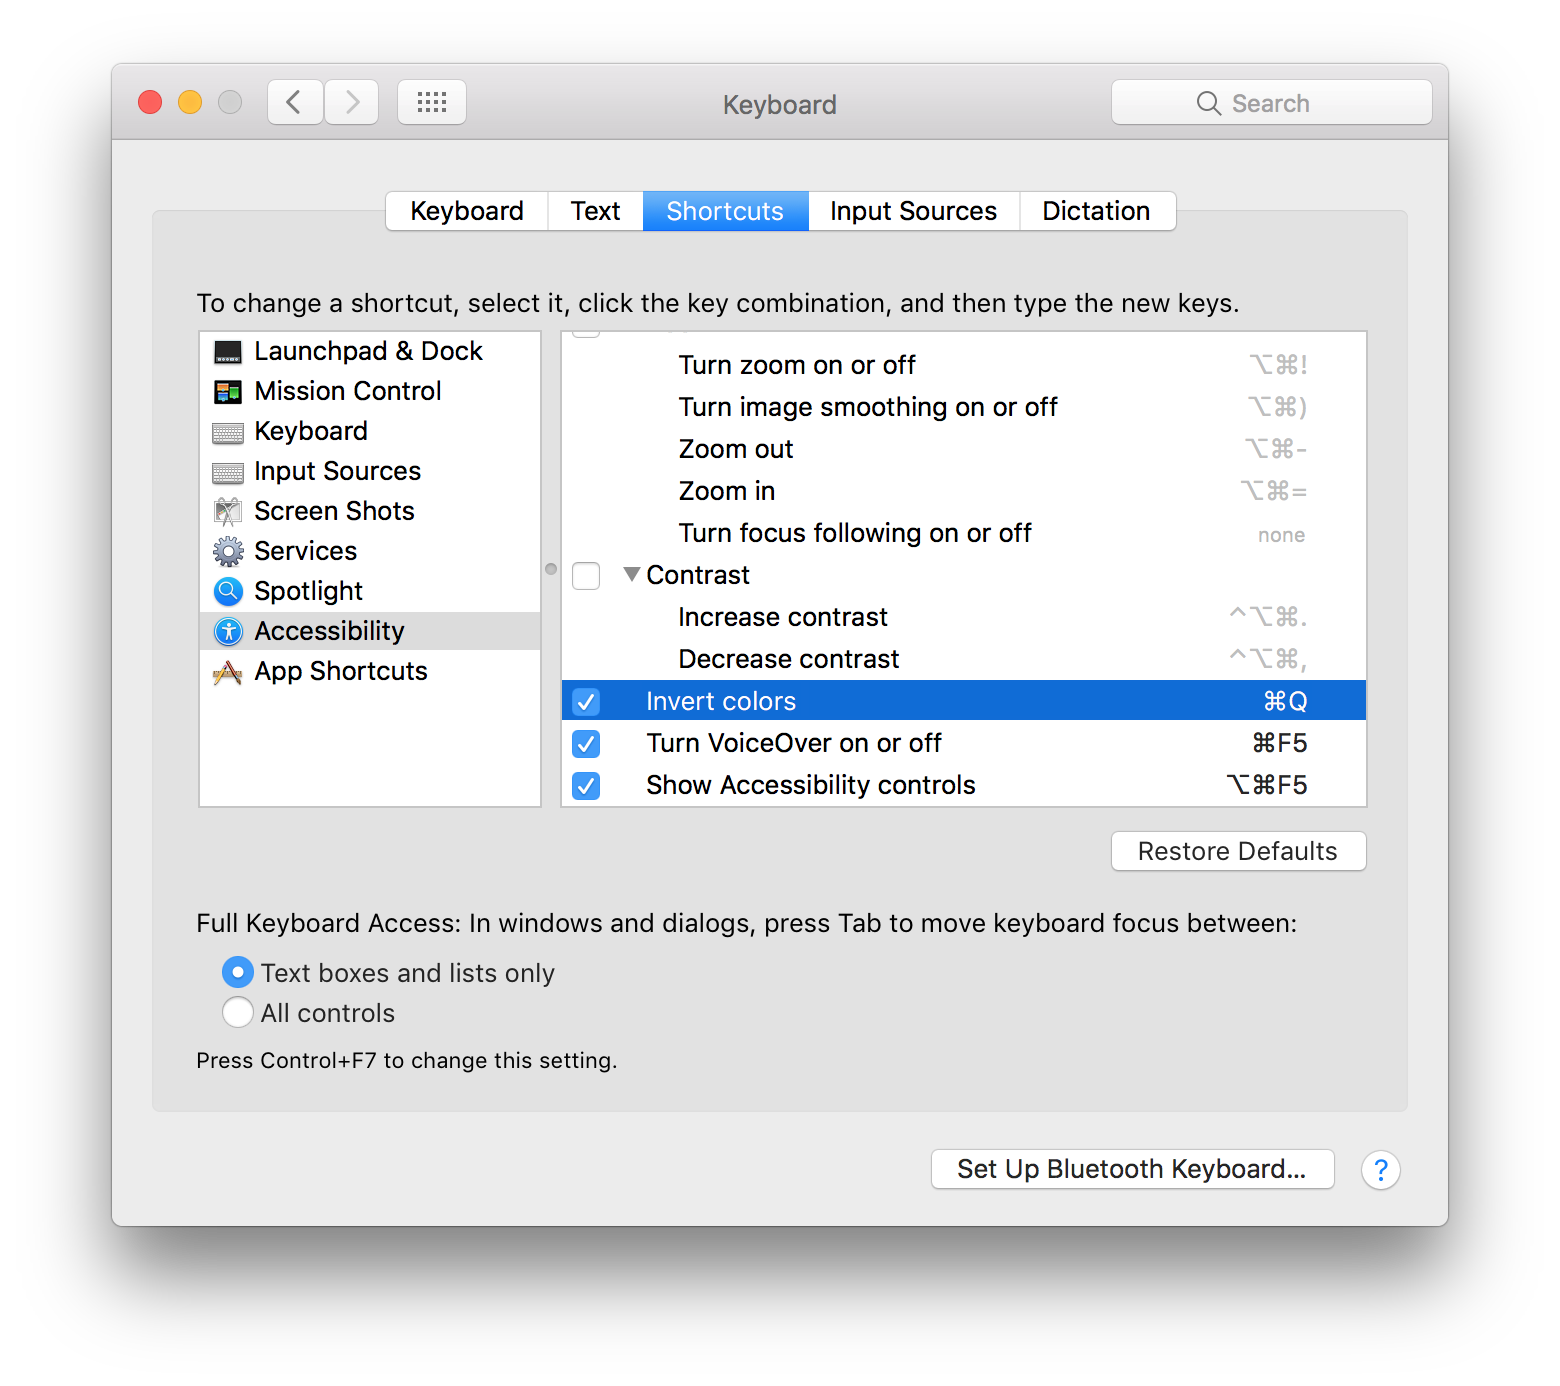 Keyboard
Search
Keyboard Text Shortcuts Input Sources Dictation
To change a shortcut, select it, click the key combination, and then type the new keys.
Launchpad & Dock
Mission Control
Keyboard
Input Sources
Screen Shots
Services
Spotlight
Accessibility
App Shortcuts
Turn zoom on or off ⌥⌘!
Turn image smoothing on or off ⌥⌘)
Zoom out ⌥⌘-
Zoom in ⌥⌘=
Turn focus following on or off none
Contrast
Increase contrast ^⌥⌘.
Decrease contrast ^⌥⌘,
Invert colors ⌘Q
Turn VoiceOver on or off ⌘F5
Show Accessibility controls ⌥⌘F5
Restore Defaults
Full Keyboard Access: In windows and dialogs, press Tab to move keyboard focus between:
Text boxes and lists only
All controls
Press Control+F7 to change this setting.
Set Up Bluetooth Keyboard...
?